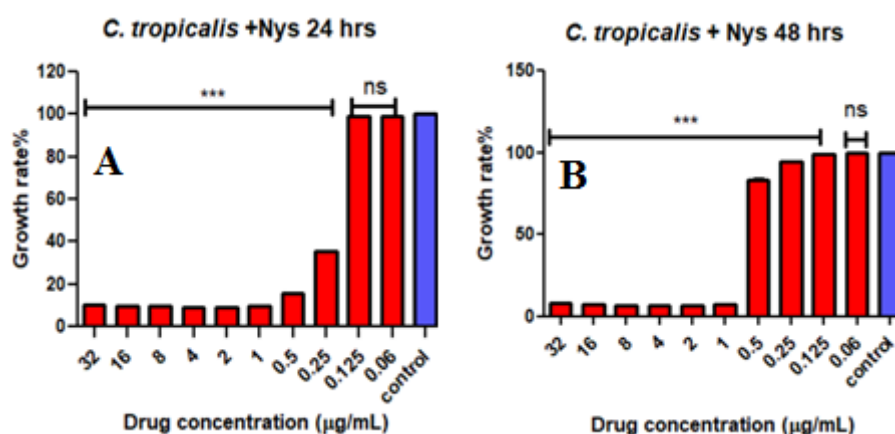 C. tropicalis +Nys 24 hrs
120
100
80
60
40
20
0
Growth rate%
***
ns
A
32
16
8
4
2
1
0.5
0.25
0.125
0.06
control
Drug concentration (µg/mL)
C. tropicalis + Nys 48 hrs
150
100
50
0
Growth rate%
***
ns
B
32
16
8
4
2
1
0.5
0.25
0.125
0.06
control
Drug concentration (µg/mL)